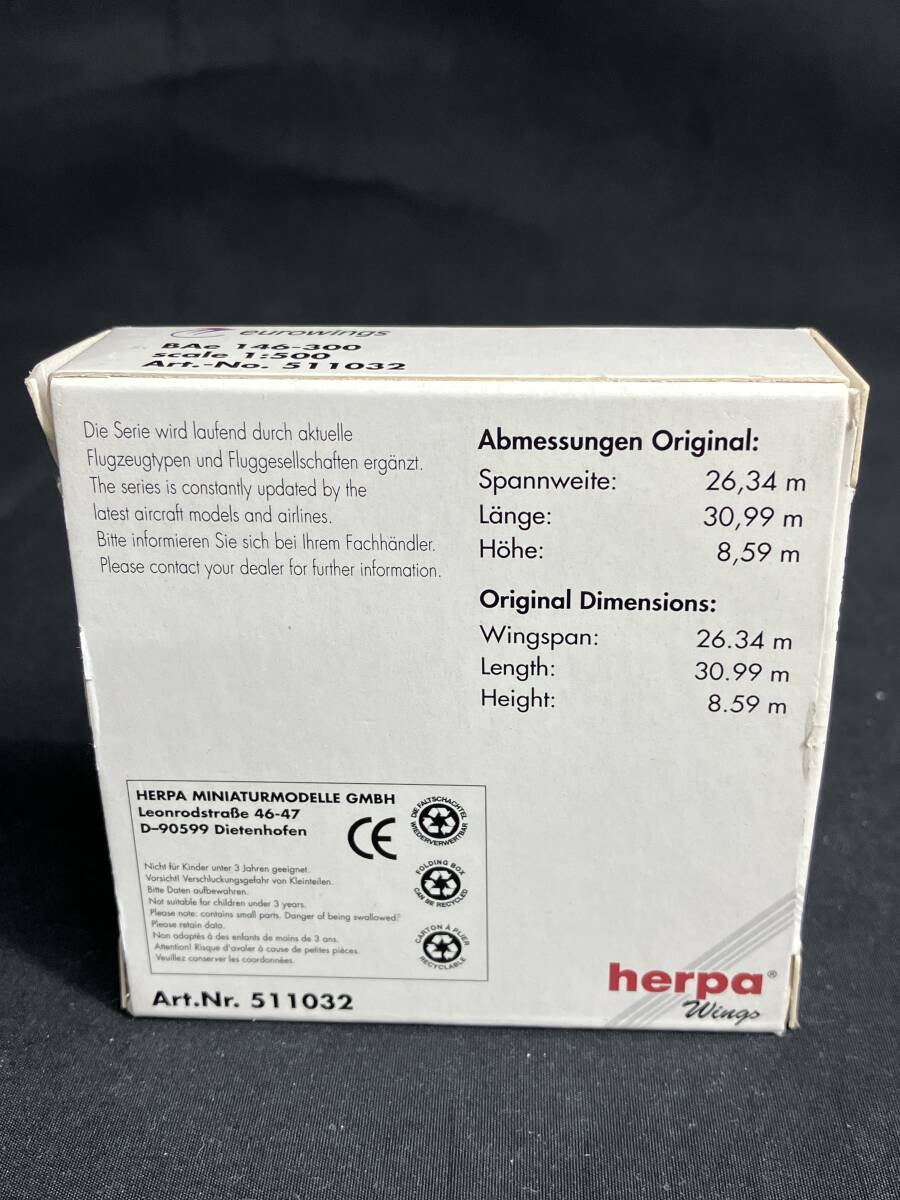 eurowings
BAe 146-300
scale 1:500
Art.-No. 511032
Die Serie wird laufend durch aktuelle
Flugzeugtypen und Fluggesellschaften ergänzt.
The series is constantly updated by the
latest aircraft models and airlines.
Bitte informieren Sie sich bei Ihrem Fachhändler.
Please contact your dealer for further information.
Abmessungen Original:
Spannweite: 26,34 m
Länge: 30,99 m
Höhe: 8,59 m
Original Dimensions:
Wingspan: 26.34 m
Length: 30.99 m
Height: 8.59 m
HERPA MINIATURMODELLE GMBH
Leonrodstraße 46-47
D-90599 Dietenhofen
CE
DIE FALTSCHACHTEL
WIEDERVERWERTBAR
FOLDING BOX
CAN BE RECYCLED
CARTON À PLIER
RECYCLABLE
Nicht für Kinder unter 3 Jahren geeignet.
Vorsicht! Verschluckungsgefahr von Kleinteilen.
Bitte Daten aufbewahren.
Not suitable for children under 3 years.
Please note: contains small parts. Danger of being swallowed.
Please retain data.
Non adaptés à des enfants de moins de 3 ans.
Attention! Risque d'avaler à cause de petites pièces.
Veuillez conserver les coordonnées.
Art.Nr. 511032
herpa®
Wings